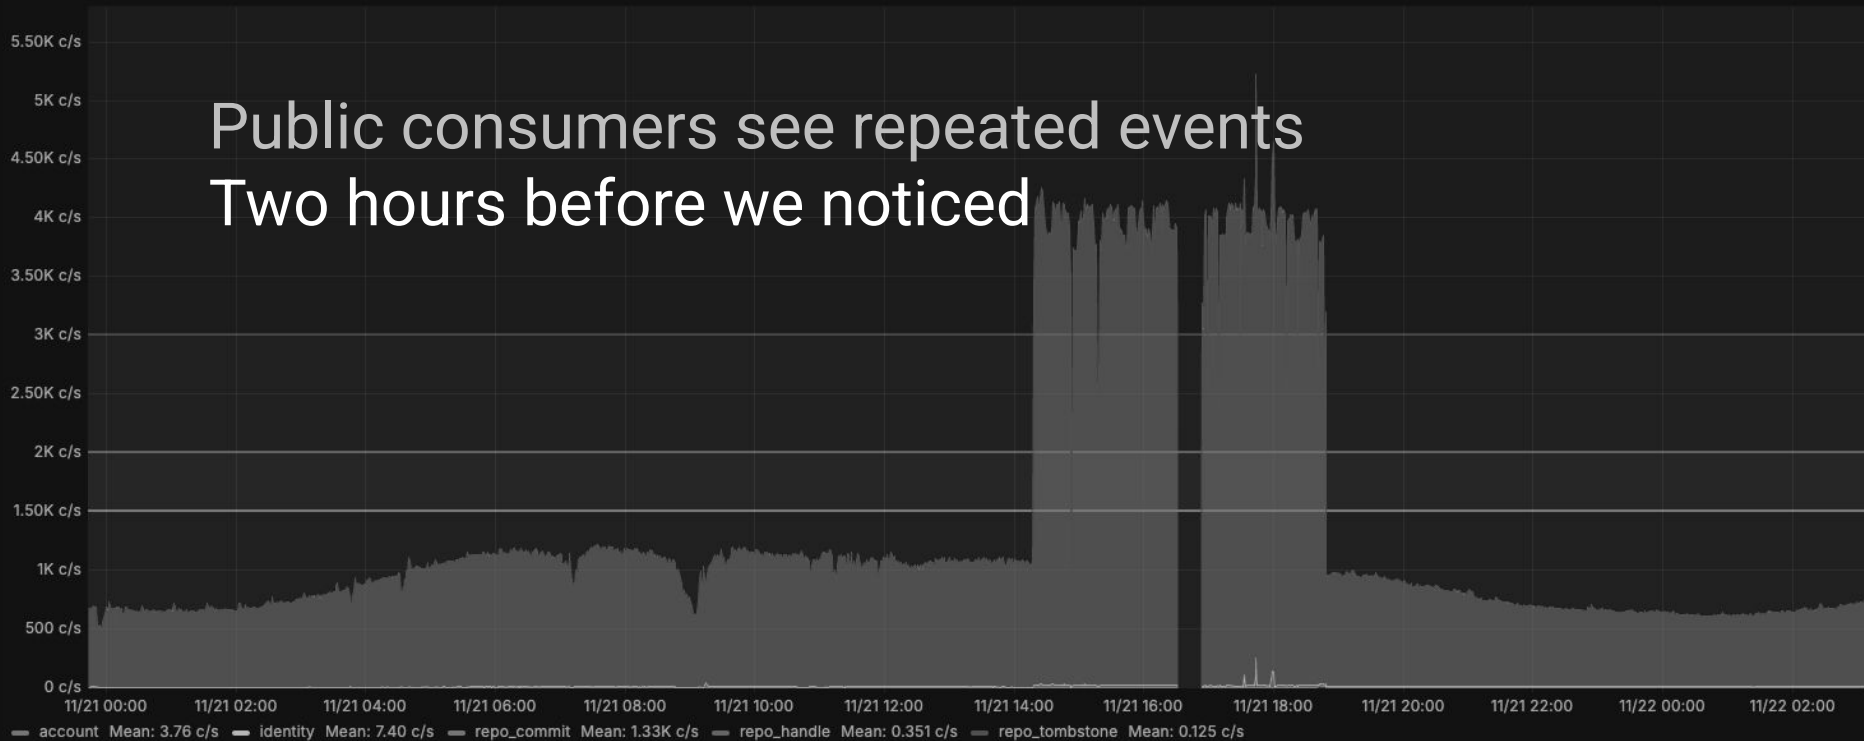 5.50K c/s
5K c/s
Public consumers see repeated events
4.50K c/s
Two hours before we noticed
4K c/s
3.50K c/s
3K c/s
2.50K c/s
2K c/s
1.50K c/s
1K c/s
500 c/s
0 c/s
11/21 00:00 11/21 02:00 11/21 04:00 11/21 06:00 11/21 08:00 11/21 10:00 11/21 12:00 11/21 14:00 11/21 16:00 11/21 18:00 11/21 20:00 11/21 22:00 11/22 00:00 11/22 02:00
account Mean: 3.76 c/s identity Mean: 7.40 c/s repo_commit Mean: 1.33K c/s repo_handle Mean: 0.351 c/s repo_tombstone Mean: 0.125 c/s